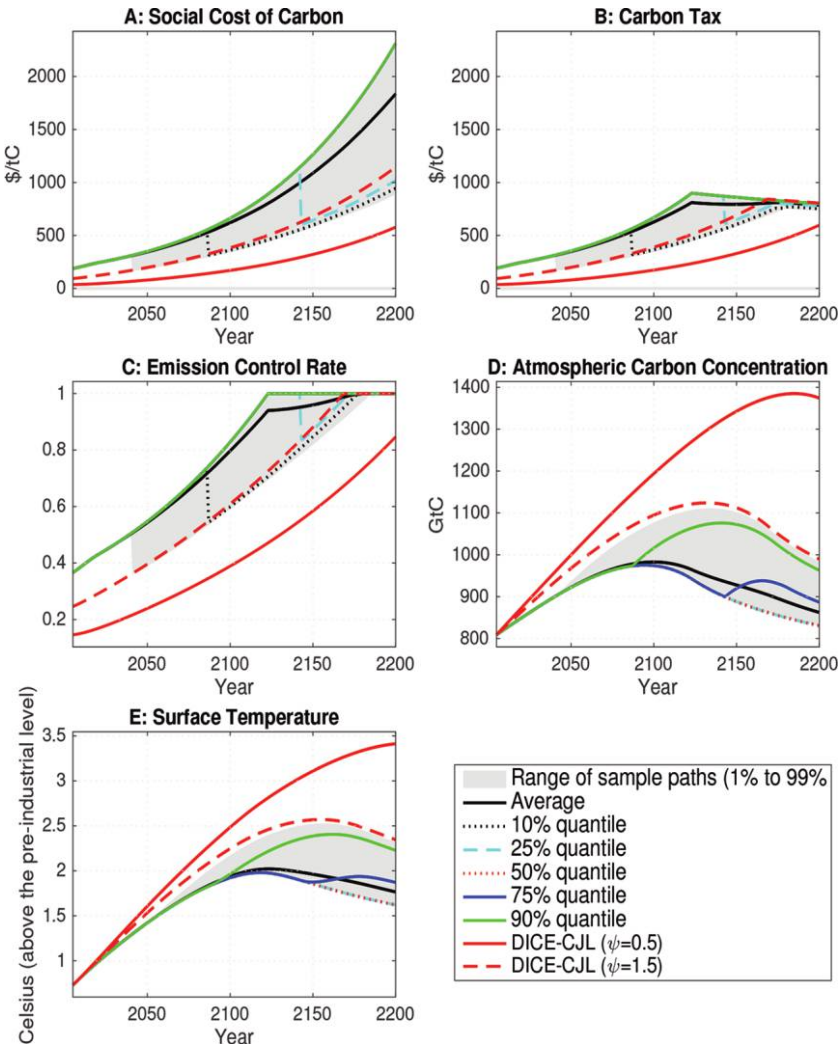 A: Social Cost of Carbon
2000
1500
1000
500
0
$/tC
2050
2100
2150
2200
Year
B: Carbon Tax
2000
1500
1000
500
0
$/tC
2050
2100
2150
2200
Year
C: Emission Control Rate
1
0.8
0.6
0.4
0.2
2050
2100
2150
2200
Year
D: Atmospheric Carbon Concentration
1400
1300
1200
1100
1000
900
800
GtC
2050
2100
2150
2200
Year
E: Surface Temperature
3.5
3
2.5
2
1.5
1
Celsius (above the pre-industrial level)
2050
2100
2150
2200
Year
Range of sample paths (1% to 99%
Average
10% quantile
25% quantile
50% quantile
75% quantile
90% quantile
DICE-CJL (ψ=0.5)
DICE-CJL (ψ=1.5)